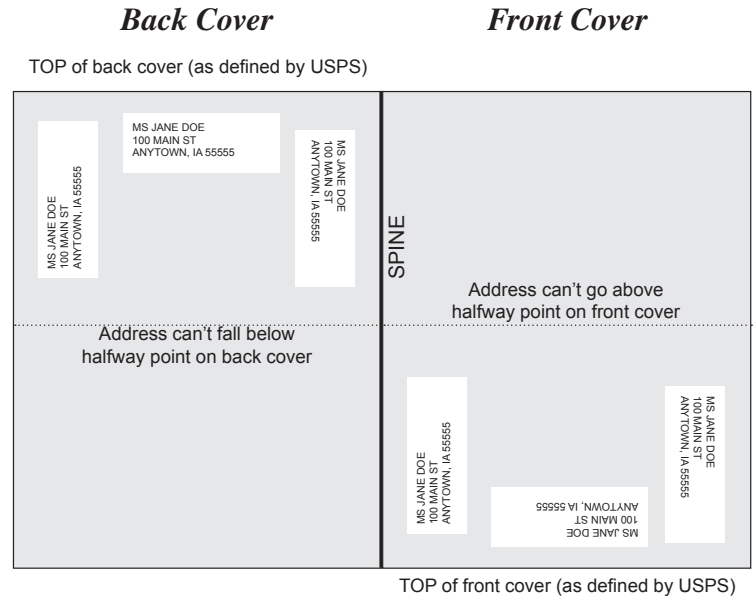 Back Cover
Front Cover
TOP of back cover (as defined by USPS)
MS JANE DOE
100 MAIN ST
ANYTOWN, IA 55555
MS JANE DOE
100 MAIN ST
ANYTOWN, IA 55555
MS JANE DOE
100 MAIN ST
ANYTOWN, IA 55555
SPINE
Address can't fall below
halfway point on back cover
Address can't go above
halfway point on front cover
MS JANE DOE
100 MAIN ST
ANYTOWN, IA 55555
MS JANE DOE
100 MAIN ST
ANYTOWN, IA 55555
MS JANE DOE
100 MAIN ST
ANYTOWN, IA 55555
TOP of front cover (as defined by USPS)